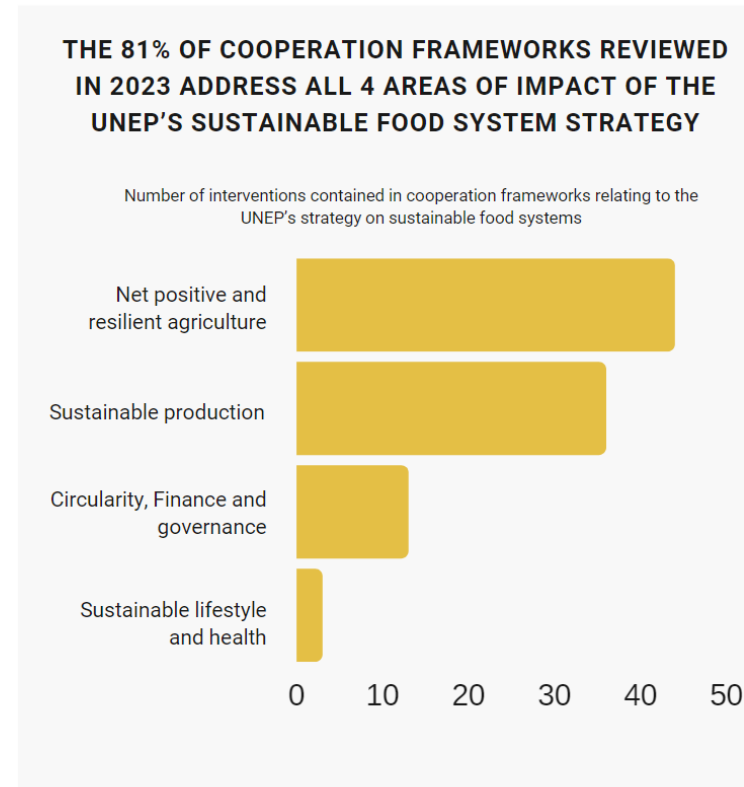 THE 81% OF COOPERATION FRAMEWORKS REVIEWED
IN 2023 ADDRESS ALL 4 AREAS OF IMPACT OF THE
UNEP’S SUSTAINABLE FOOD SYSTEM STRATEGY
Number of interventions contained in cooperation frameworks relating to the
UNEP’s strategy on sustainable food systems
Net positive and
resilient agriculture
Sustainable production
Circularity, Finance and
governance
Sustainable lifestyle
and health
0 10 20 30 40 50